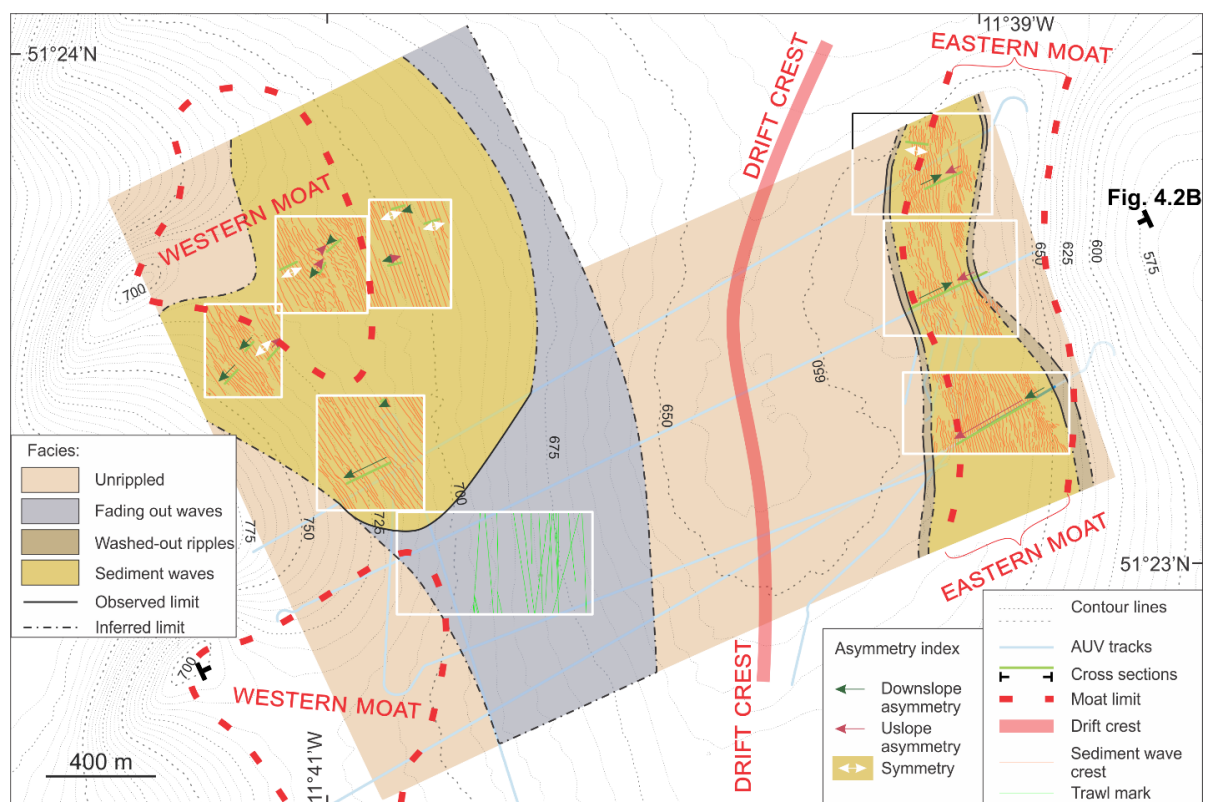 51°24'N
11°39'W
EASTERN MOAT
DRIFT CREST
WESTERN MOAT
Fig. 4.2B
700
650
625
600
575
650
650
675
700
725
750
775
Facies:
Unrippled
Fading out waves
Washed-out ripples
Sediment waves
Observed limit
Inferred limit
51°23'N
EASTERN MOAT
700
WESTERN MOAT
DRIFT CREST
400 m
11°41'W
Asymmetry index
Downslope
asymmetry
Uslope
asymmetry
Symmetry
Contour lines
AUV tracks
Cross sections
Moat limit
Drift crest
Sediment wave
crest
Trawl mark